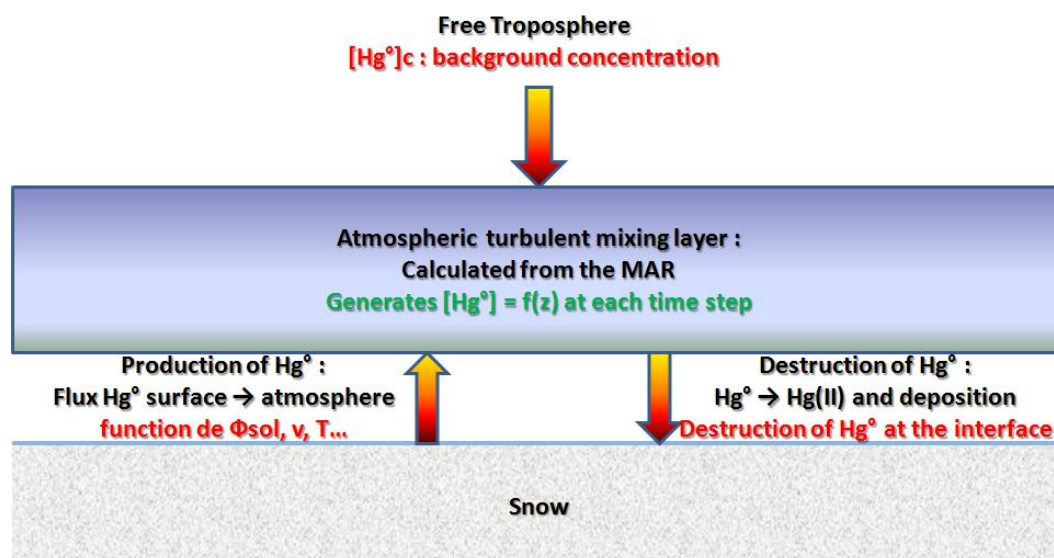 Free Troposphere
[Hg°]c : background concentration
Atmospheric turbulent mixing layer :
Calculated from the MAR
Generates [Hg°] = f(z) at each time step
Production of Hg° :
Flux Hg° surface → atmosphere
function de Φsol, v, T...
Destruction of Hg° :
Hg° → Hg(II) and deposition
Destruction of Hg° at the interface
Snow